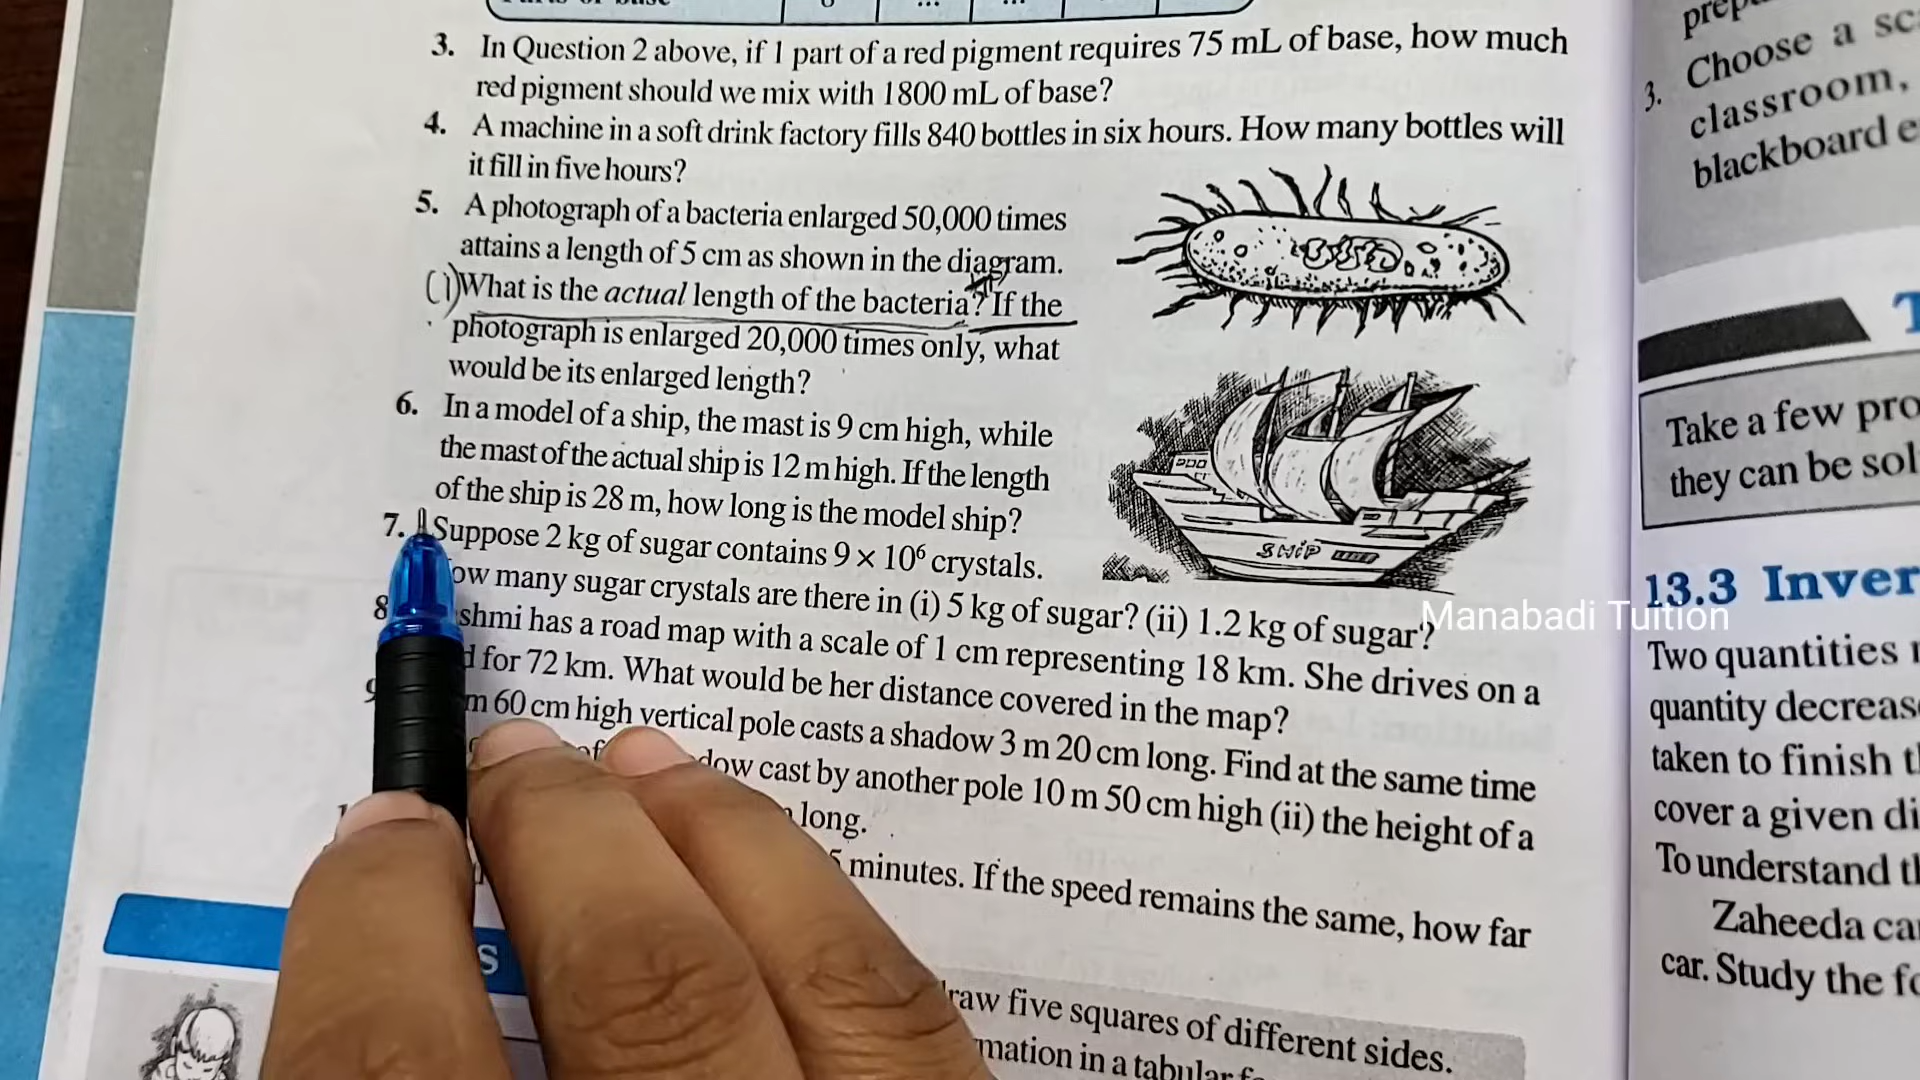 3. In Question 2 above, if 1 part of a red pigment requires 75 mL of base, how much
red pigment should we mix with 1800 mL of base?
4. A machine in a soft drink factory fills 840 bottles in six hours. How many bottles will
it fill in five hours?
5. A photograph of a bacteria enlarged 50,000 times
attains a length of 5 cm as shown in the diagram.
(1) What is the actual length of the bacteria? If the
photograph is enlarged 20,000 times only, what
would be its enlarged length?
6. In a model of a ship, the mast is 9 cm high, while
the mast of the actual ship is 12 m high. If the length
of the ship is 28 m, how long is the model ship?
SHIP
7. Suppose 2 kg of sugar contains 9 × 10⁶ crystals.
ow many sugar crystals are there in (i) 5 kg of sugar? (ii) 1.2 kg of sugar?
8 shmi has a road map with a scale of 1 cm representing 18 km. She drives on a
d for 72 km. What would be her distance covered in the map?
m 60 cm high vertical pole casts a shadow 3 m 20 cm long. Find at the same time
of dow cast by another pole 10 m 50 cm high (ii) the height of a
long.
5 minutes. If the speed remains the same, how far
S
raw five squares of different sides.
mation in a tabular f
3. Choose a sc
classroom,
blackboard e
T
Take a few pro
they can be sol
13.3 Inver
Manabadi Tuition
Two quantities
quantity decreas
taken to finish t
cover a given di
To understand t
Zaheeda ca
car. Study the fo